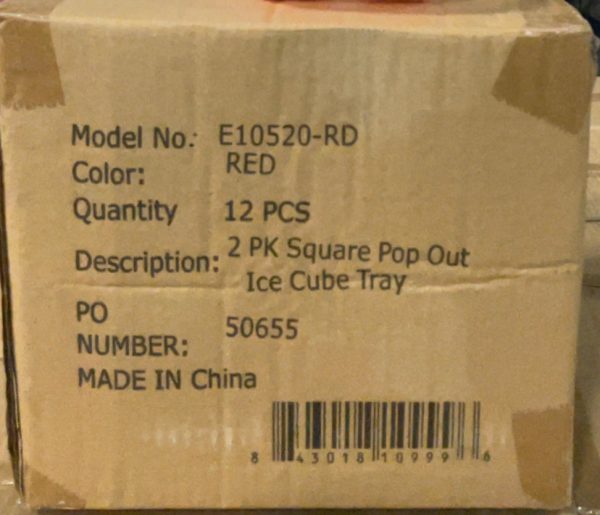 Model No.: E10520-RD
Color: RED
Quantity 12 PCS
Description: 2 PK Square Pop Out
Ice Cube Tray
PO
NUMBER: 50655
MADE IN China
8 43018 10999 6